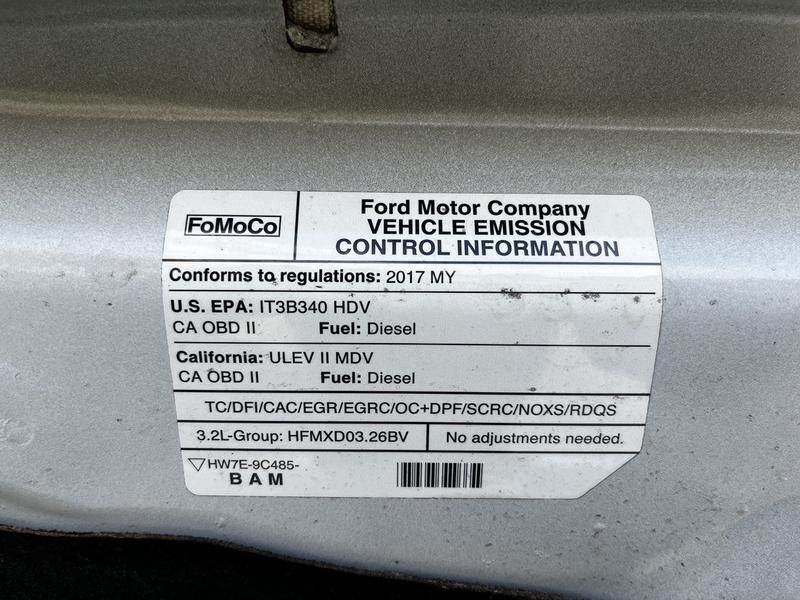 FoMoCo
Ford Motor Company
VEHICLE EMISSION
CONTROL INFORMATION
Conforms to regulations: 2017 MY
U.S. EPA: IT3B340 HDV
CA OBD II Fuel: Diesel
California: ULEV II MDV
CA OBD II Fuel: Diesel
TC/DFI/CAC/EGR/EGRC/OC+DPF/SCRC/NOXS/RDQS
3.2L-Group: HFMXD03.26BV No adjustments needed.
▽HW7E-9C485-
B A M